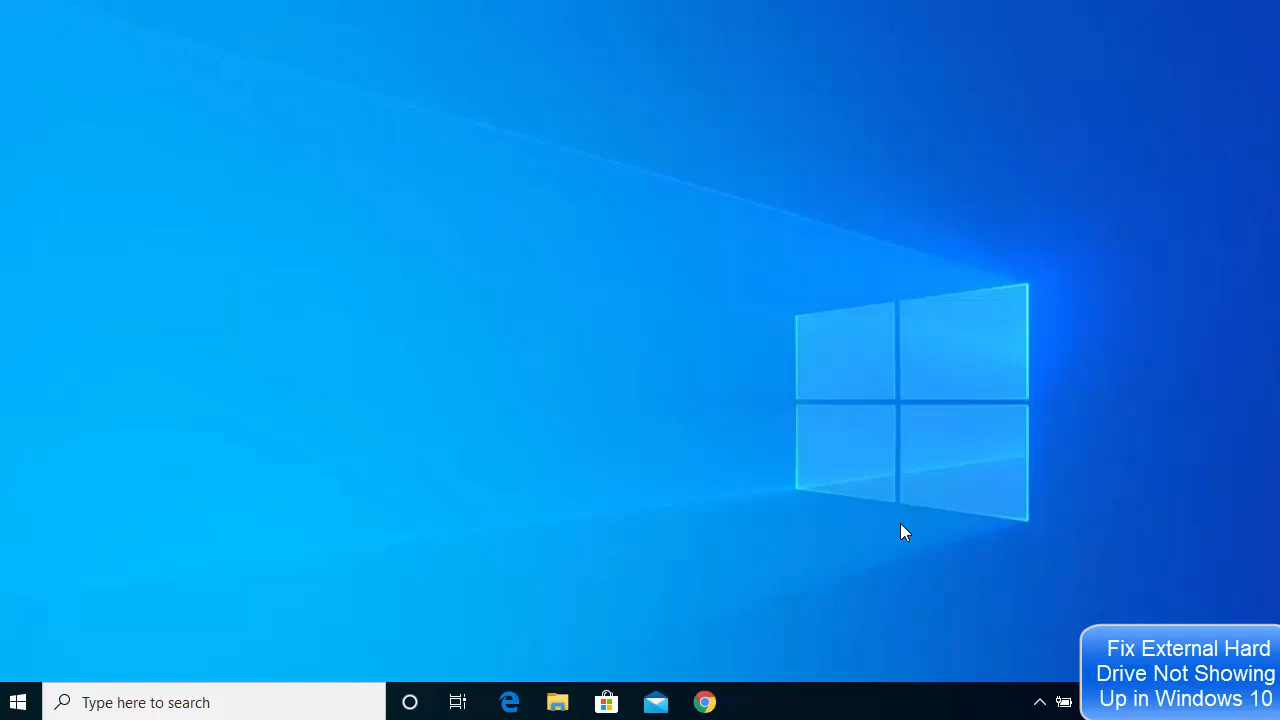 Type here to search
Fix External Hard
Drive Not Showing
Up in Windows 10